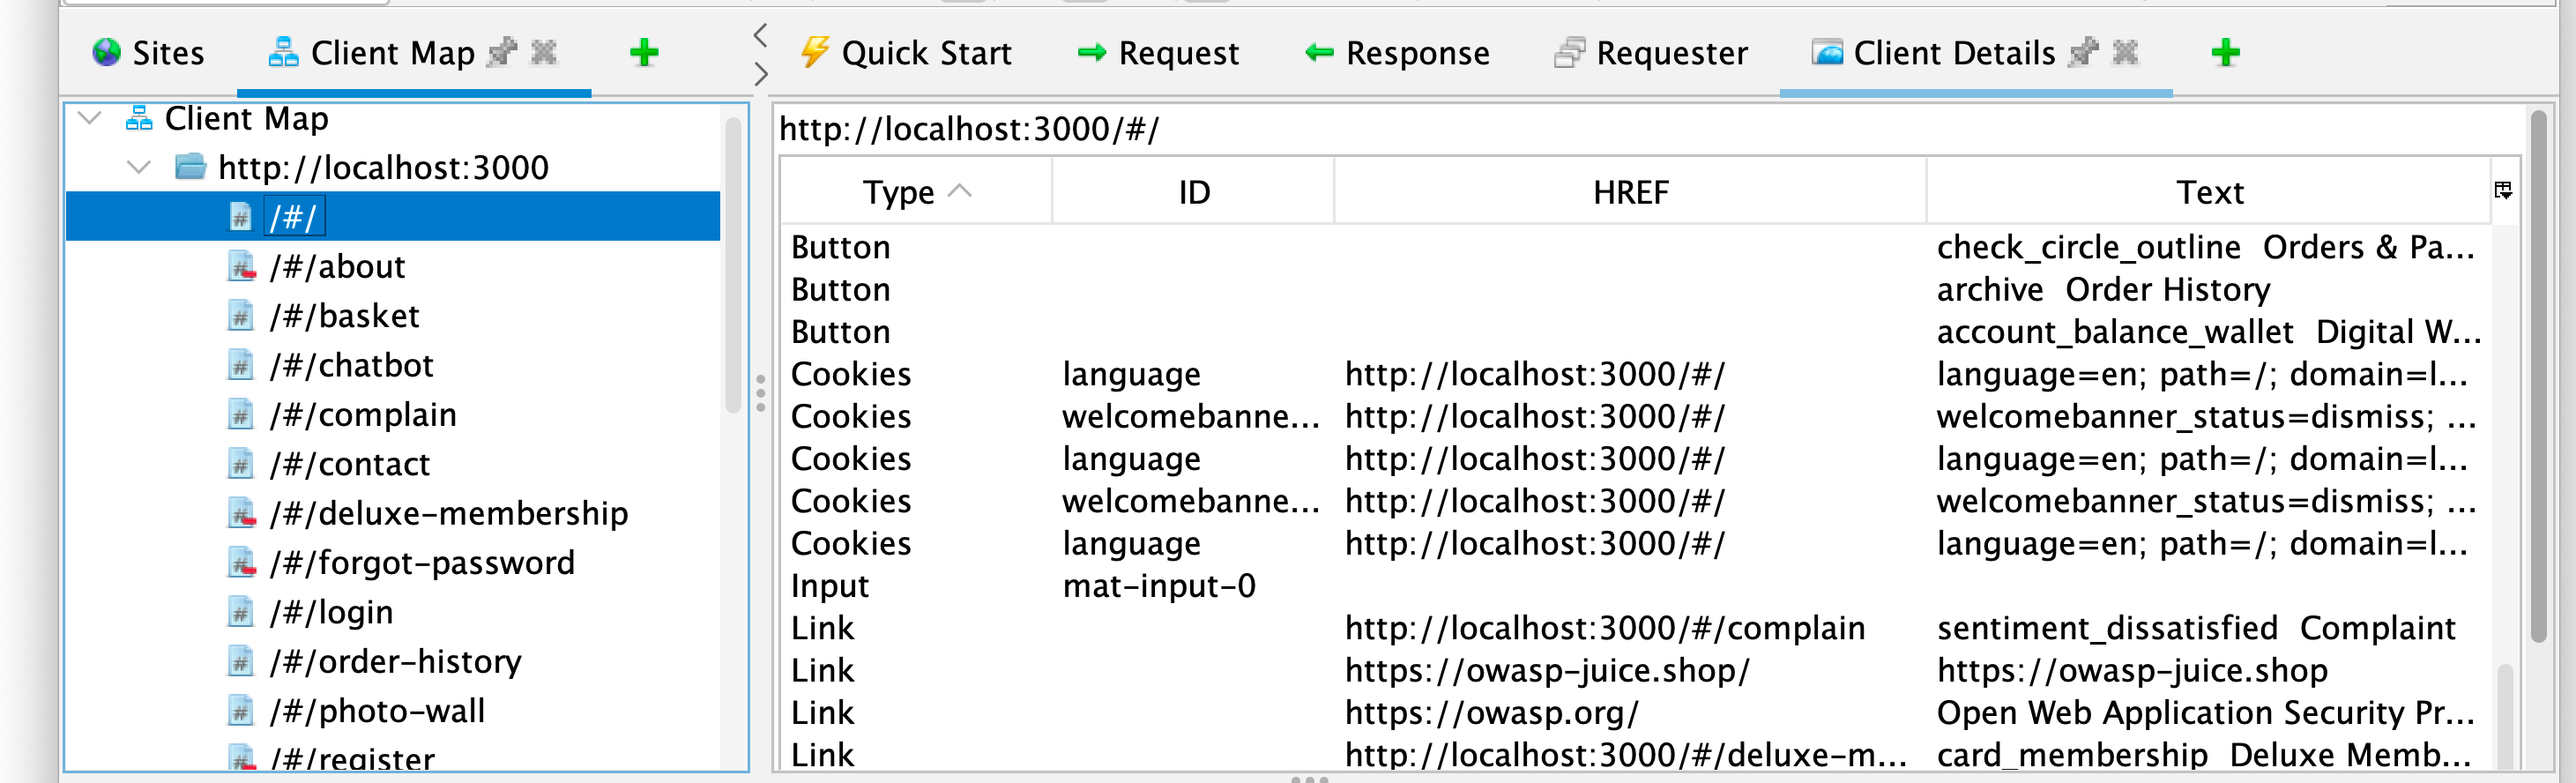 Sites Client Map
Quick Start Request Response Requester Client Details
Client Map
http://localhost:3000
/#/
/#/about
/#/basket
/#/chatbot
/#/complain
/#/contact
/#/deluxe-membership
/#/forgot-password
/#/login
/#/order-history
/#/photo-wall
/#/register
http://localhost:3000/#/
Type ID HREF Text
Button check_circle_outline Orders & Pa...
Button archive Order History
Button account_balance_wallet Digital W...
Cookies language http://localhost:3000/#/ language=en; path=/; domain=l...
Cookies welcomebanne... http://localhost:3000/#/ welcomebanner_status=dismiss; ...
Cookies language http://localhost:3000/#/ language=en; path=/; domain=l...
Cookies welcomebanne... http://localhost:3000/#/ welcomebanner_status=dismiss; ...
Cookies language http://localhost:3000/#/ language=en; path=/; domain=l...
Input mat-input-0
Link http://localhost:3000/#/complain sentiment_dissatisfied Complaint
Link https://owasp-juice.shop/ https://owasp-juice.shop
Link https://owasp.org/ Open Web Application Security Pr...
Link http://localhost:3000/#/deluxe-m... card_membership Deluxe Memb...